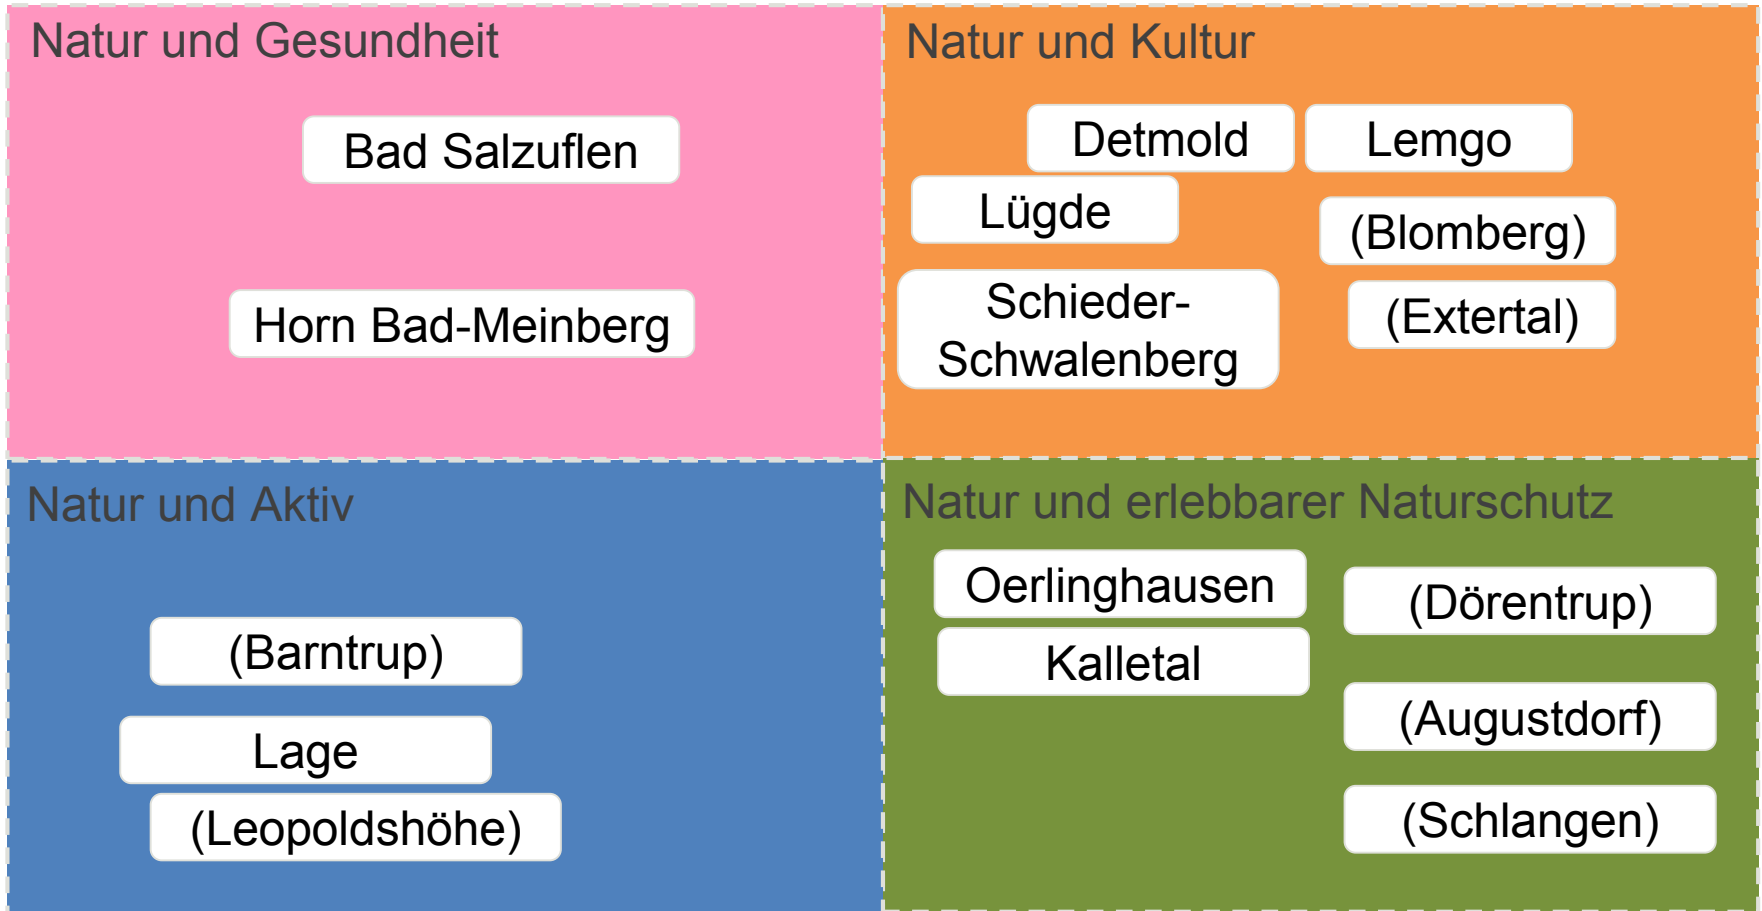 Natur und Gesundheit
Bad Salzuflen
Horn Bad-Meinberg
Natur und Kultur
Detmold
Lemgo
Lügde
(Blomberg)
Schieder-
Schwalenberg
(Extertal)
Natur und Aktiv
(Barntrup)
Lage
(Leopoldshöhe)
Natur und erlebbarer Naturschutz
Oerlinghausen
(Dörentrup)
Kalletal
(Augustdorf)
(Schlangen)